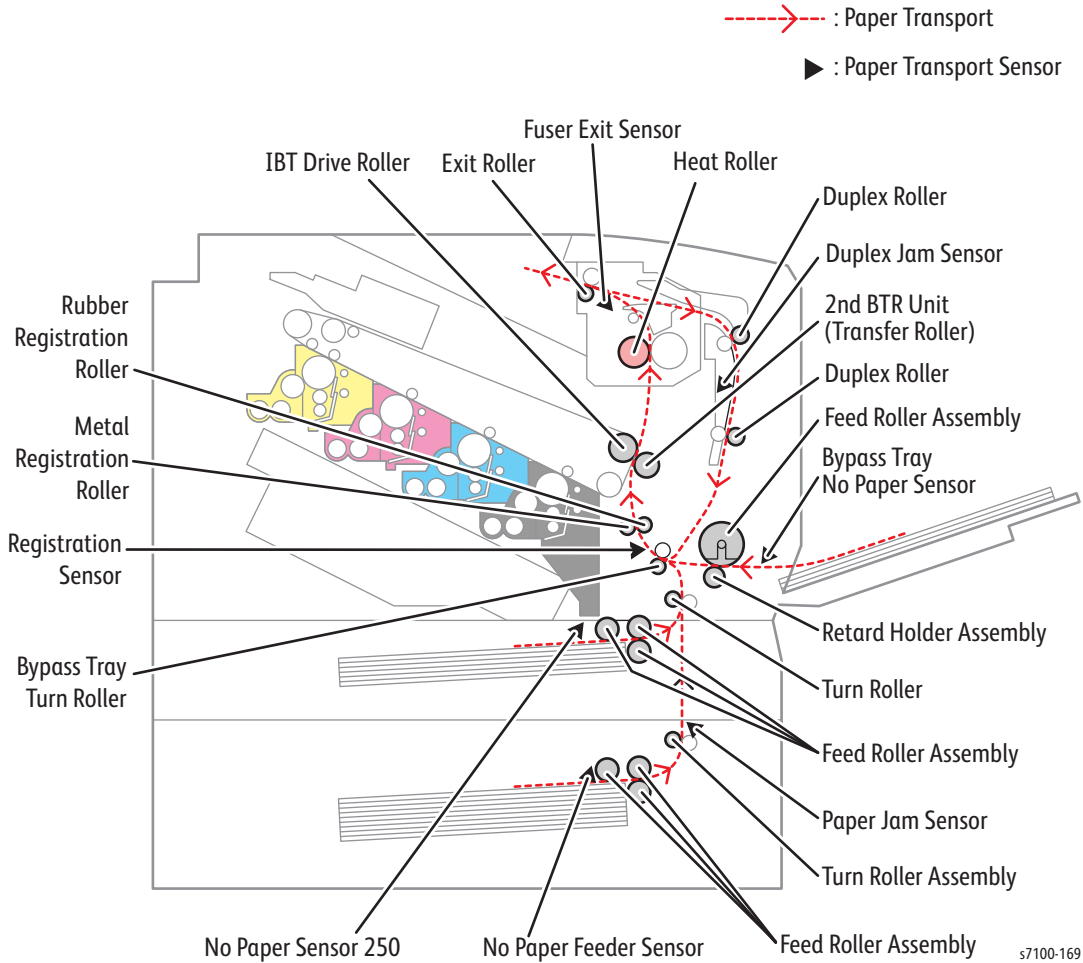 : Paper Transport
: Paper Transport Sensor
Fuser Exit Sensor
IBT Drive Roller
Exit Roller
Heat Roller
Duplex Roller
Duplex Jam Sensor
2nd BTR Unit
(Transfer Roller)
Duplex Roller
Feed Roller Assembly
Bypass Tray
No Paper Sensor
Rubber
Registration
Roller
Metal
Registration
Roller
Registration
Sensor
Bypass Tray
Turn Roller
Retard Holder Assembly
Turn Roller
Feed Roller Assembly
Paper Jam Sensor
Turn Roller Assembly
Feed Roller Assembly
No Paper Sensor 250
No Paper Feeder Sensor
s7100-169